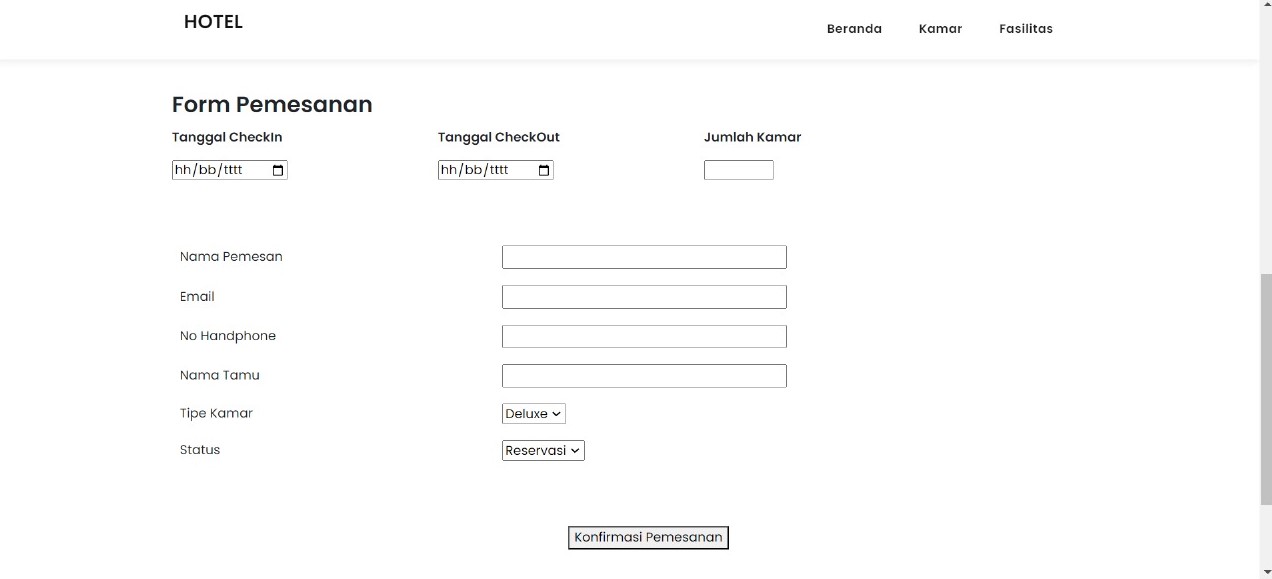 HOTEL
Beranda Kamar Fasilitas
Form Pemesanan
Tanggal CheckIn Tanggal CheckOut Jumlah Kamar
hh/bb/tttt hh/bb/tttt
Nama Pemesan
Email
No Handphone
Nama Tamu
Tipe Kamar Deluxe
Status Reservasi
Konfirmasi Pemesanan